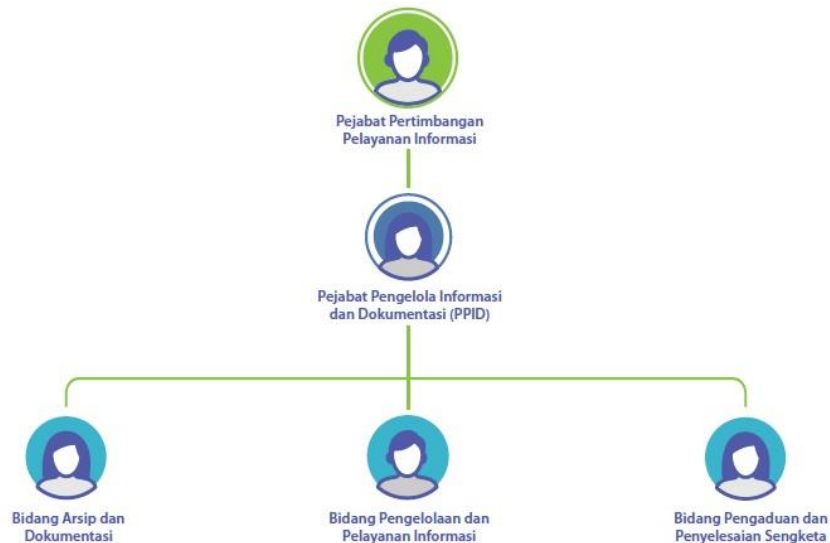 Pejabat Pertimbangan
Pelayanan Informasi
Pejabat Pengelola Informasi
dan Dokumentasi (PPID)
Bidang Arsip dan
Dokumentasi
Bidang Pengelolaan dan
Pelayanan Informasi
Bidang Pengaduan dan
Penyelesaian Sengketa